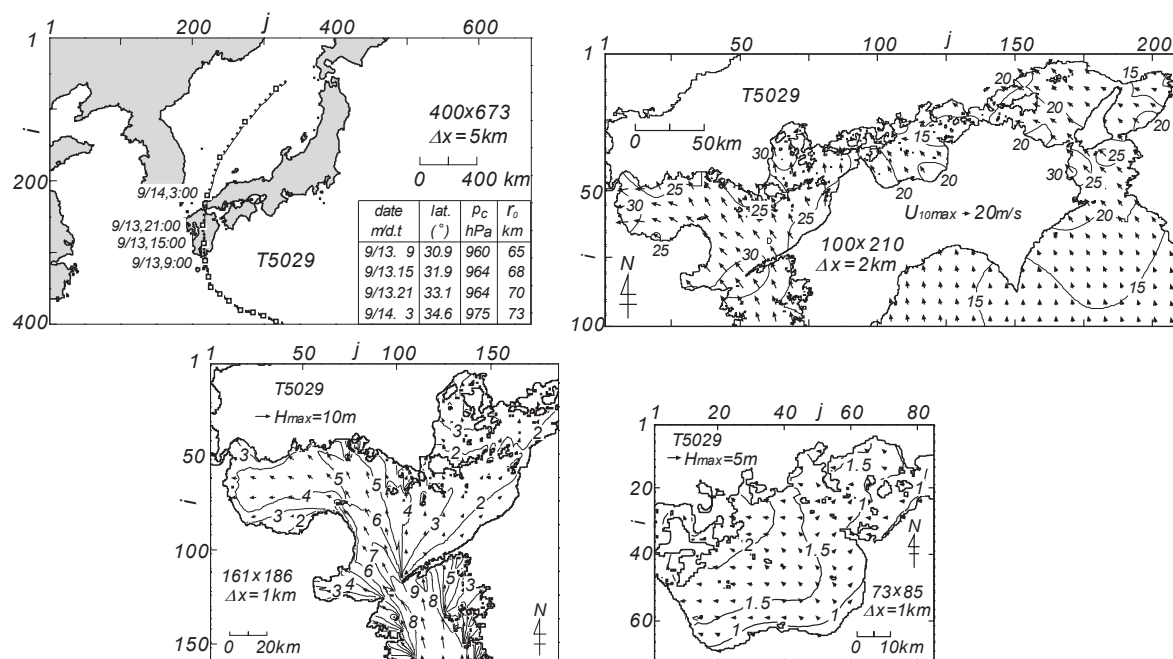 1 200 j 400 600
1
i
200
400
400x673
Δx = 5km
0 400 km
9/14,3:00
9/13,21:00
9/13,15:00
9/13,9:00
T5029
date lat. pc r₀
m/d.t (°) hPa km
9/13. 9 30.9 960 65
9/13.15 31.9 964 68
9/13.21 33.1 964 70
9/14. 3 34.6 975 73
1 50 100 j 150 200
1
50
i
100
T5029
0 50km
20 20 15
20
15 20
30 25
30 20 30 25
25 25
30 25 20 20
25
30
15 15
U10max → 20m/s
100x210
Δx = 2km
N
1 50 j 100 150
1
50
i
100
150
T5029
→ Hmax=10m
3 2
2
3 5 5
4 4 2
3 6 3
2
7
6 5
4 3
3 9 8
8
161x186
Δx = 1km
0 20km
N
1 20 40 j 60 80
1
20
i
40
60
T5029
→ Hmax=5m
1.5 1
1
2 1.5
1.5
1 1
N
73x85
Δx = 1km
0 10km